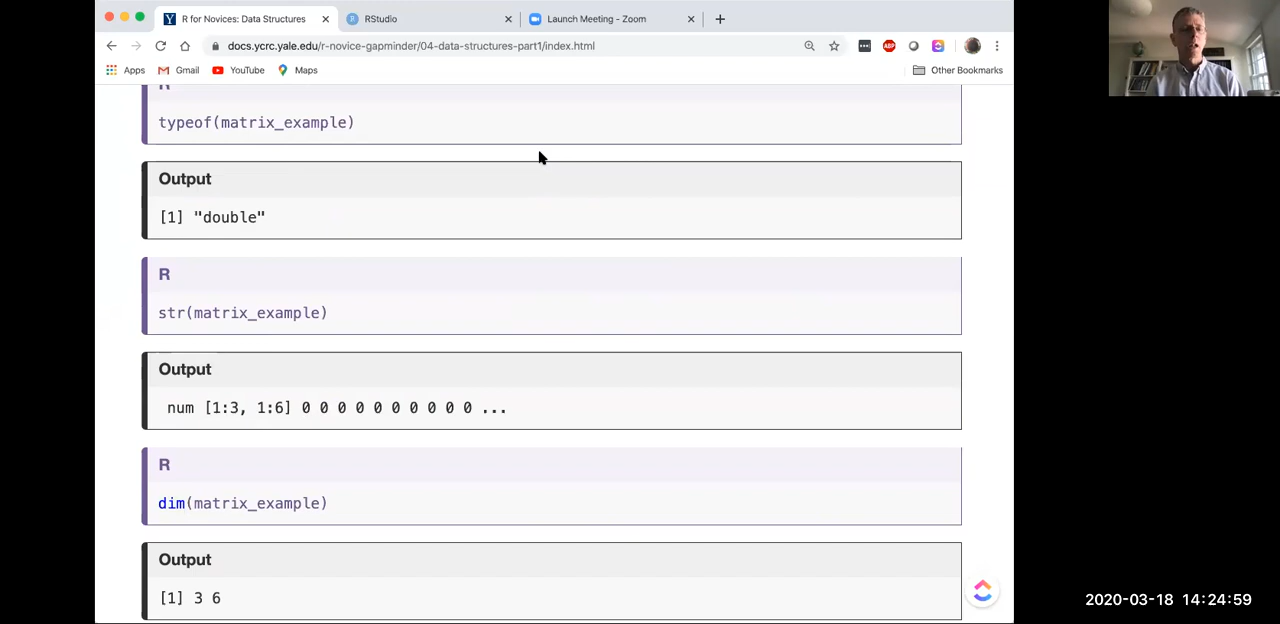 R for Novices: Data Structures
RStudio
Launch Meeting - Zoom
docs.ycrc.yale.edu/r-novice-gapminder/04-data-structures-part1/index.html
ABP
Apps
Gmail
YouTube
Maps
Other Bookmarks
R
typeof(matrix_example)
Output
[1] "double"
R
str(matrix_example)
Output
num [1:3, 1:6] 0 0 0 0 0 0 0 0 0 0 ...
R
dim(matrix_example)
Output
[1] 3 6
2020-03-18 14:24:59